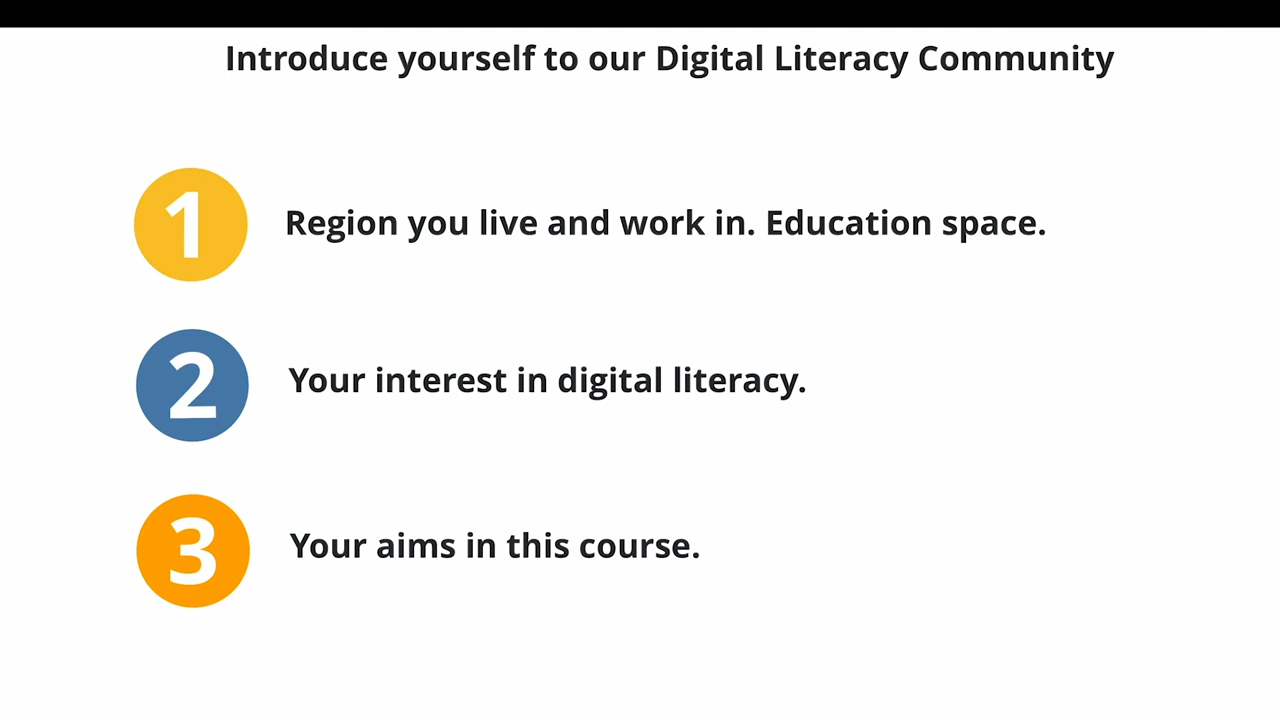 Introduce yourself to our Digital Literacy Community
1 Region you live and work in. Education space.
2 Your interest in digital literacy.
3 Your aims in this course.